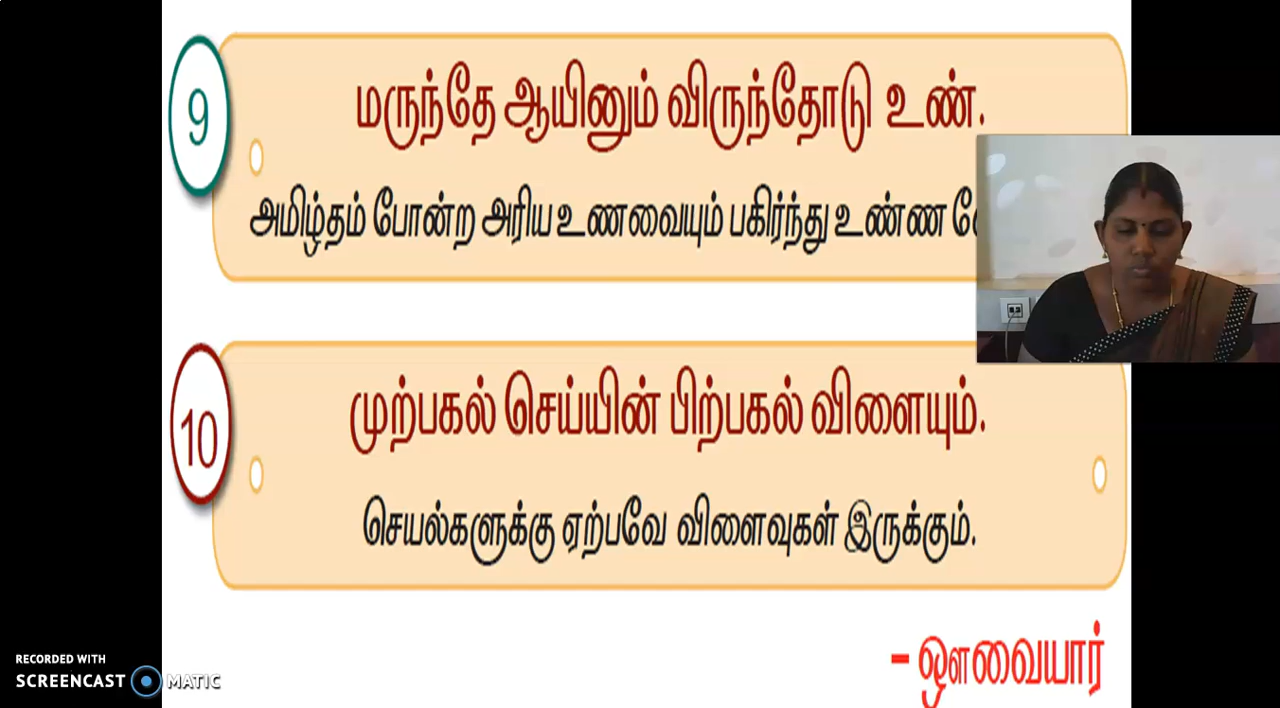 9
மருந்தே ஆயினும் விருந்தோடு உண்.
அமிழ்தம் போன்ற அரிய உணவையும் பகிர்ந்து உண்ண
10
முற்பகல் செய்யின் பிற்பகல் விளையும்.
செயல்களுக்கு ஏற்பவே விளைவுகள் இருக்கும்.
- ஔவையார்
RECORDED WITH
SCREENCAST MATIC